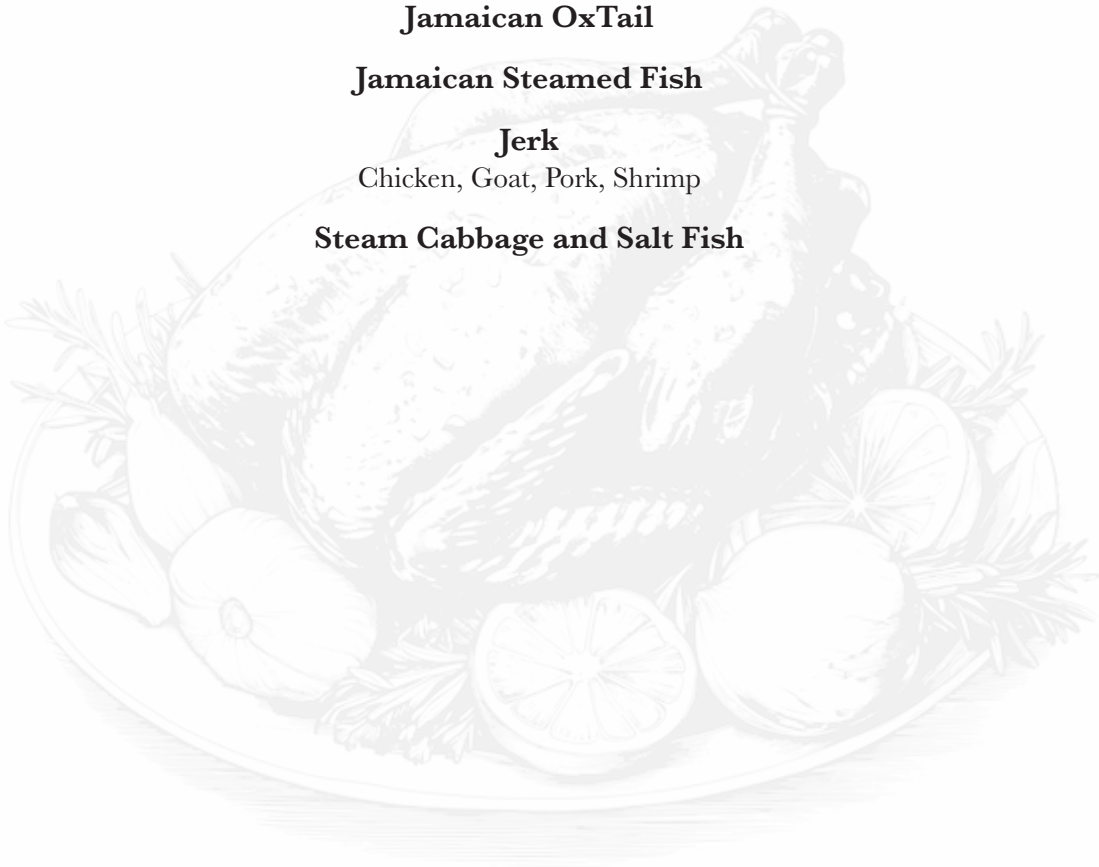 Jamaican OxTail
Jamaican Steamed Fish
Jerk
Chicken, Goat, Pork, Shrimp
Steam Cabbage and Salt Fish